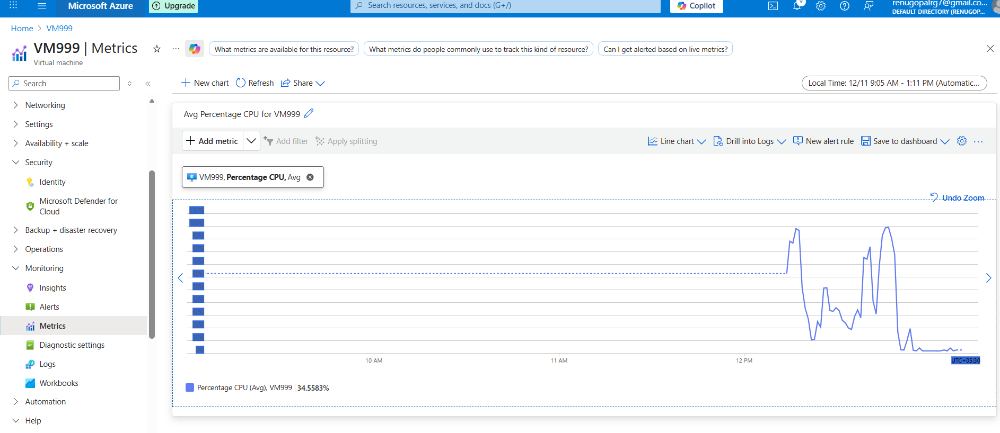 Microsoft Azure
Upgrade
Search resources, services, and docs (G+/)
Copilot
9
renugopalrg7@gmail.co...
DEFAULT DIRECTORY (RENUGOP...
Home > VM999
VM999 | Metrics
Virtual machine
What metrics are available for this resource?
What metrics do people commonly use to track this kind of resource?
Can I get alerted based on live metrics?
Search
New chart
Refresh
Share
Local Time: 12/11 9:05 AM - 1:11 PM (Automatic...
Networking
Settings
Availability + scale
Security
Identity
Microsoft Defender for
Cloud
Backup + disaster recovery
Operations
Monitoring
Insights
Alerts
Metrics
Diagnostic settings
Logs
Workbooks
Automation
Help
Avg Percentage CPU for VM999
Add metric
Add filter
Apply splitting
Line chart
Drill into Logs
New alert rule
Save to dashboard
VM999, Percentage CPU, Avg
Undo Zoom
110%
100%
90%
80%
70%
60%
50%
40%
30%
20%
10%
0%
10 AM
11 AM
12 PM
UTC+05:30
Percentage CPU (Avg), VM999
34.5583%